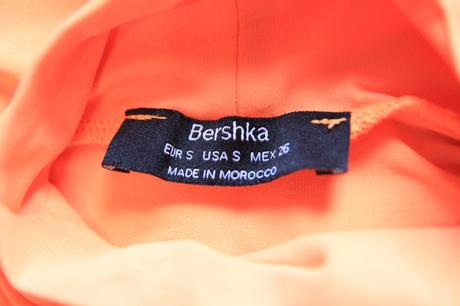 Bershka
EUR S USA S MEX 26
MADE IN MOROCCO